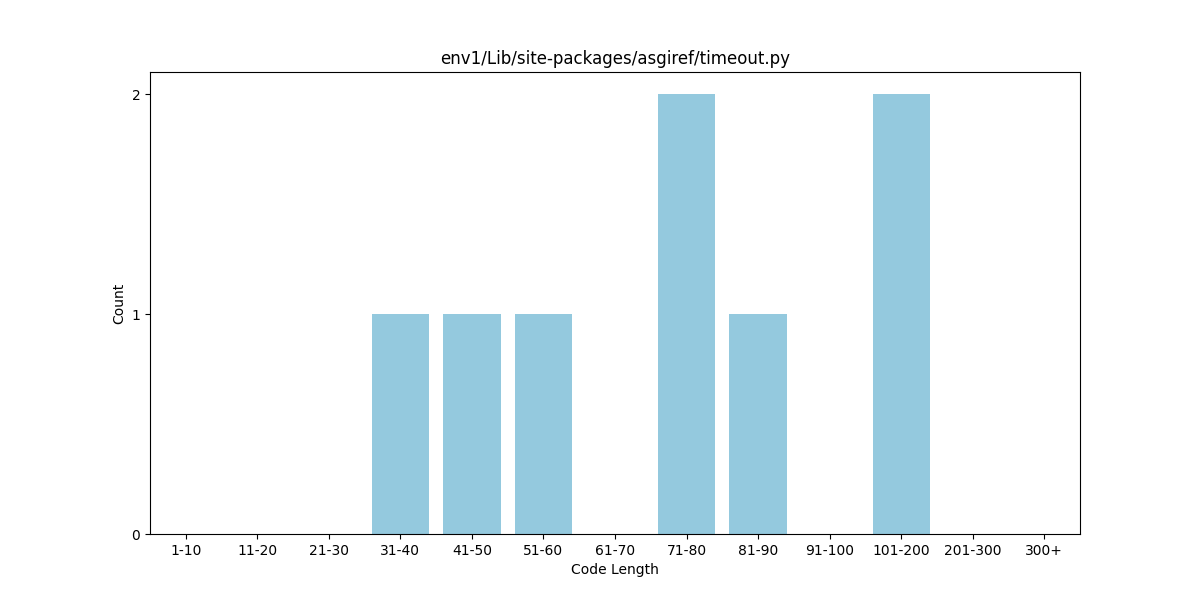 env1/Lib/site-packages/asgiref/timeout.py
2
1
0
Count
1-10 11-20 21-30 31-40 41-50 51-60 61-70 71-80 81-90 91-100 101-200 201-300 300+
Code Length